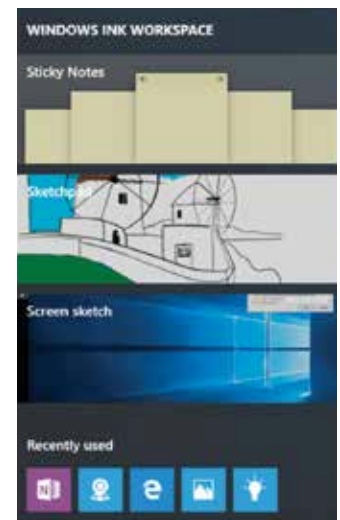 WINDOWS INK WORKSPACE
Sticky Notes
Sketchpad
Screen sketch
Recently used
N
e